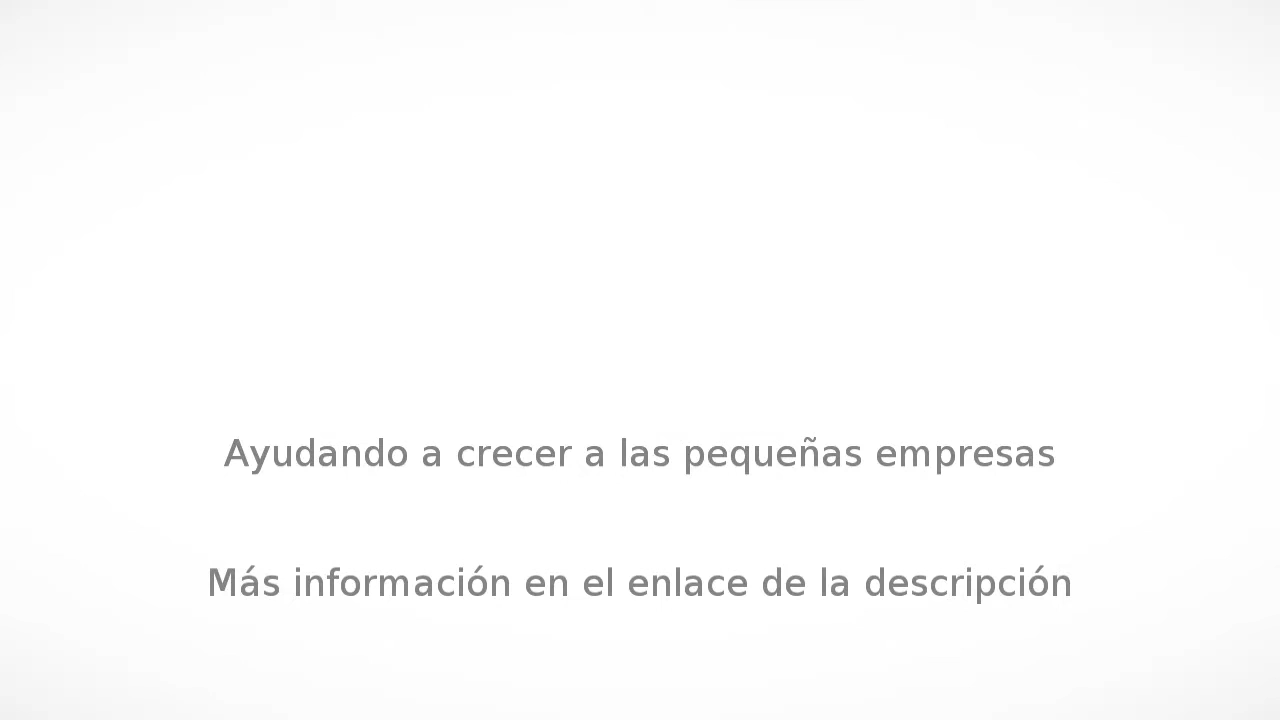 Ayudando a crecer a las pequeñas empresas
Más información en el enlace de la descripción